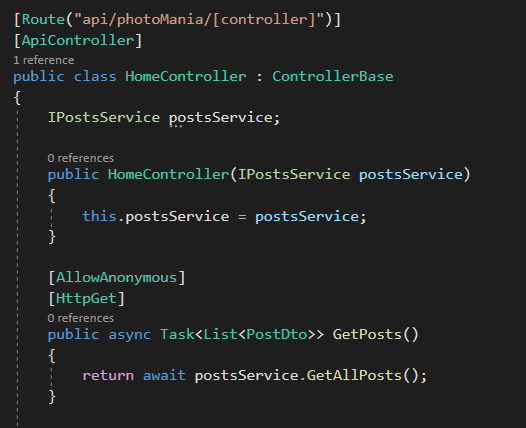 [Route("api/photoMania/[controller]")]
[ApiController]
1 reference
public class HomeController : ControllerBase
{
IPostsService postsService;
0 references
public HomeController(IPostsService postsService)
{
this.postsService = postsService;
}
[AllowAnonymous]
[HttpGet]
0 references
public async Task<List<PostDto>> GetPosts()
{
return await postsService.GetAllPosts();
}